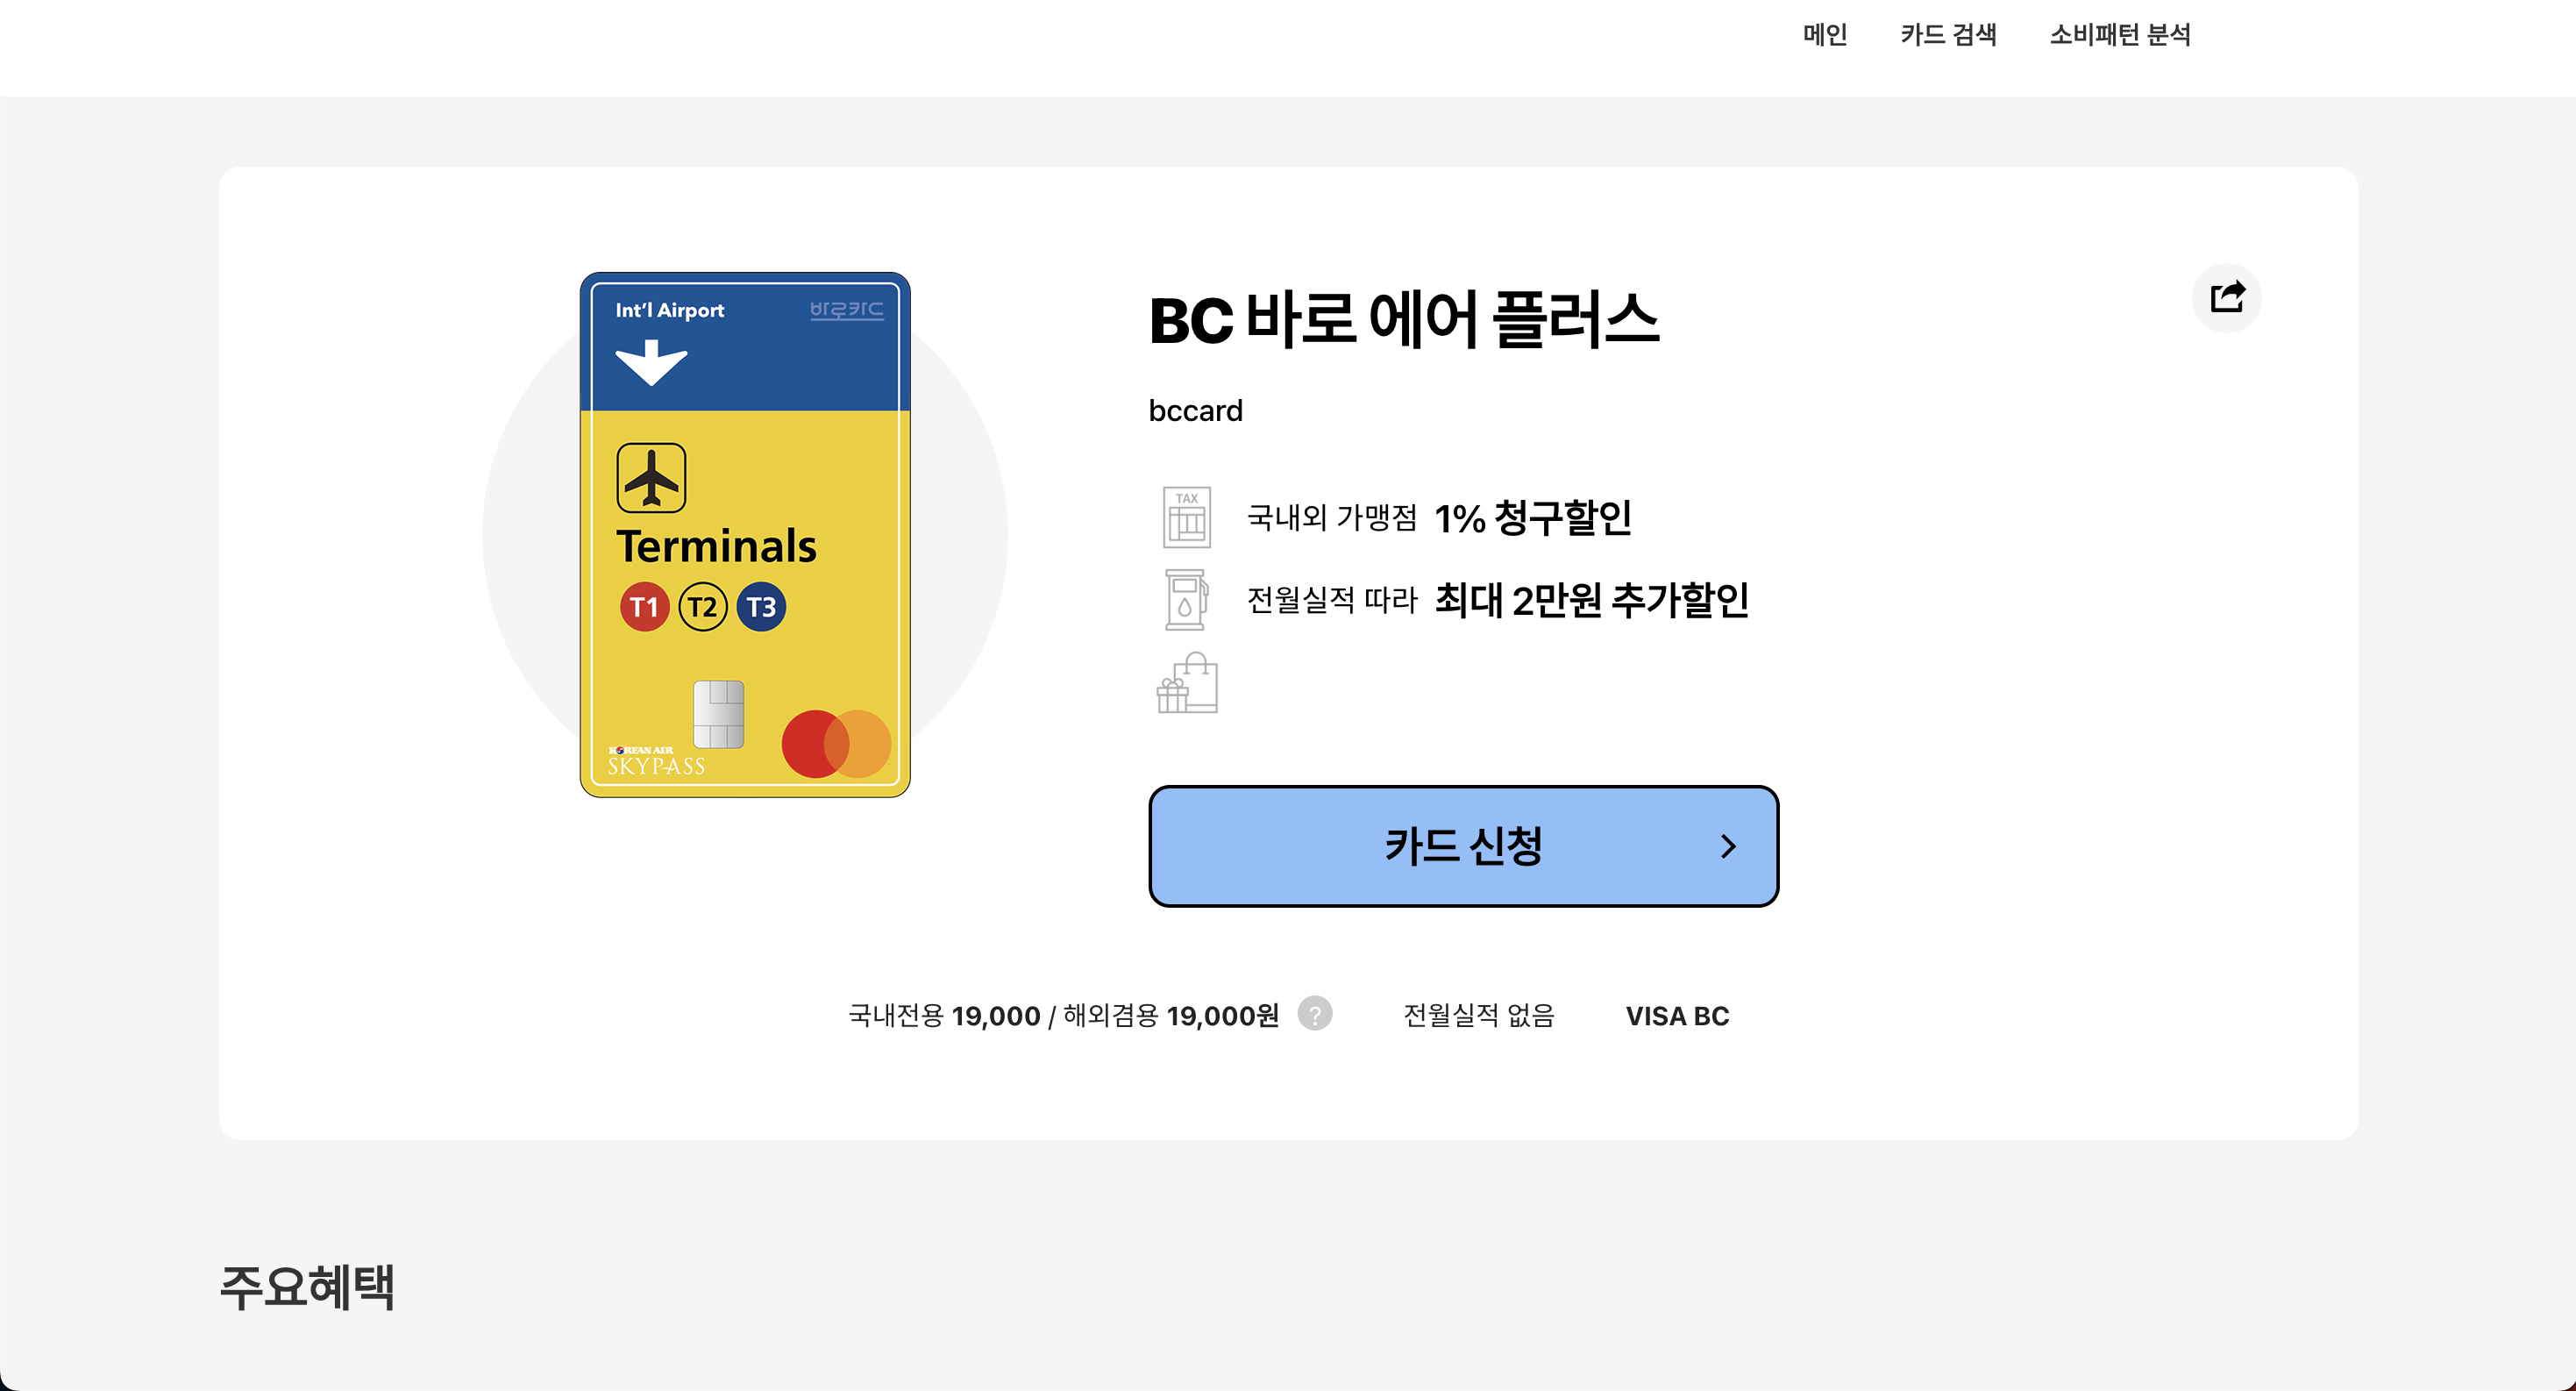 메인 카드 검색 소비패턴 분석
Int'l Airport 바로카드
Terminals
T1 T2 T3
KOREAN AIR
SKYPASS
BC 바로 에어 플러스
bccard
TAX
국내외 가맹점 1% 청구할인
전월실적 따라 최대 2만원 추가할인
카드 신청
국내전용 19,000 / 해외겸용 19,000원 ? 전월실적 없음 VISA BC
주요혜택